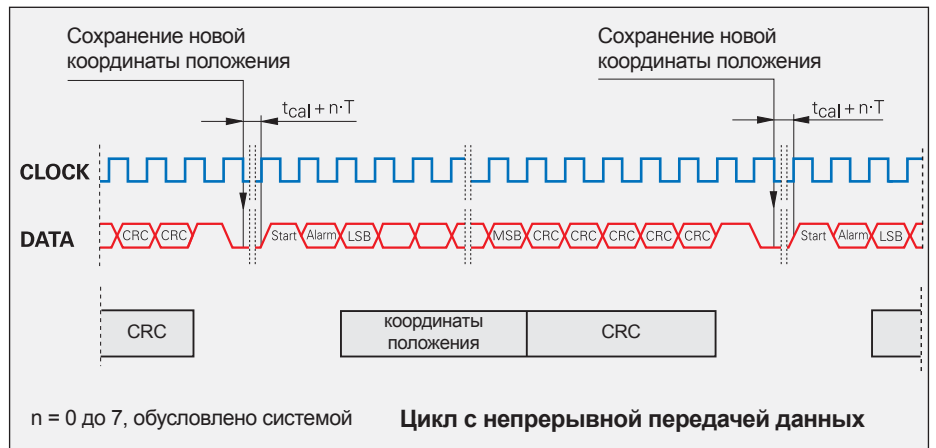 Сохранение новой
координаты положения
Сохранение новой
координаты положения
tcal + n·T
tcal + n·T
CLOCK
DATA
CRC CRC Start Alarm LSB MSB CRC CRC CRC CRC CRC Start Alarm LSB
CRC
координаты
положения
CRC
n = 0 до 7, обусловлено системой
Цикл с непрерывной передачей данных